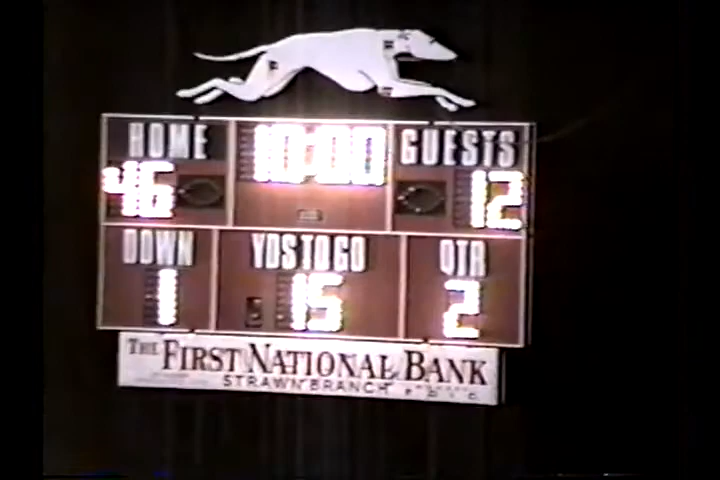 HOME 10:00 GUESTS
46 12
DOWN YDS TO GO QTR
1 15 2
THE FIRST NATIONAL BANK
STRAWN BRANCH